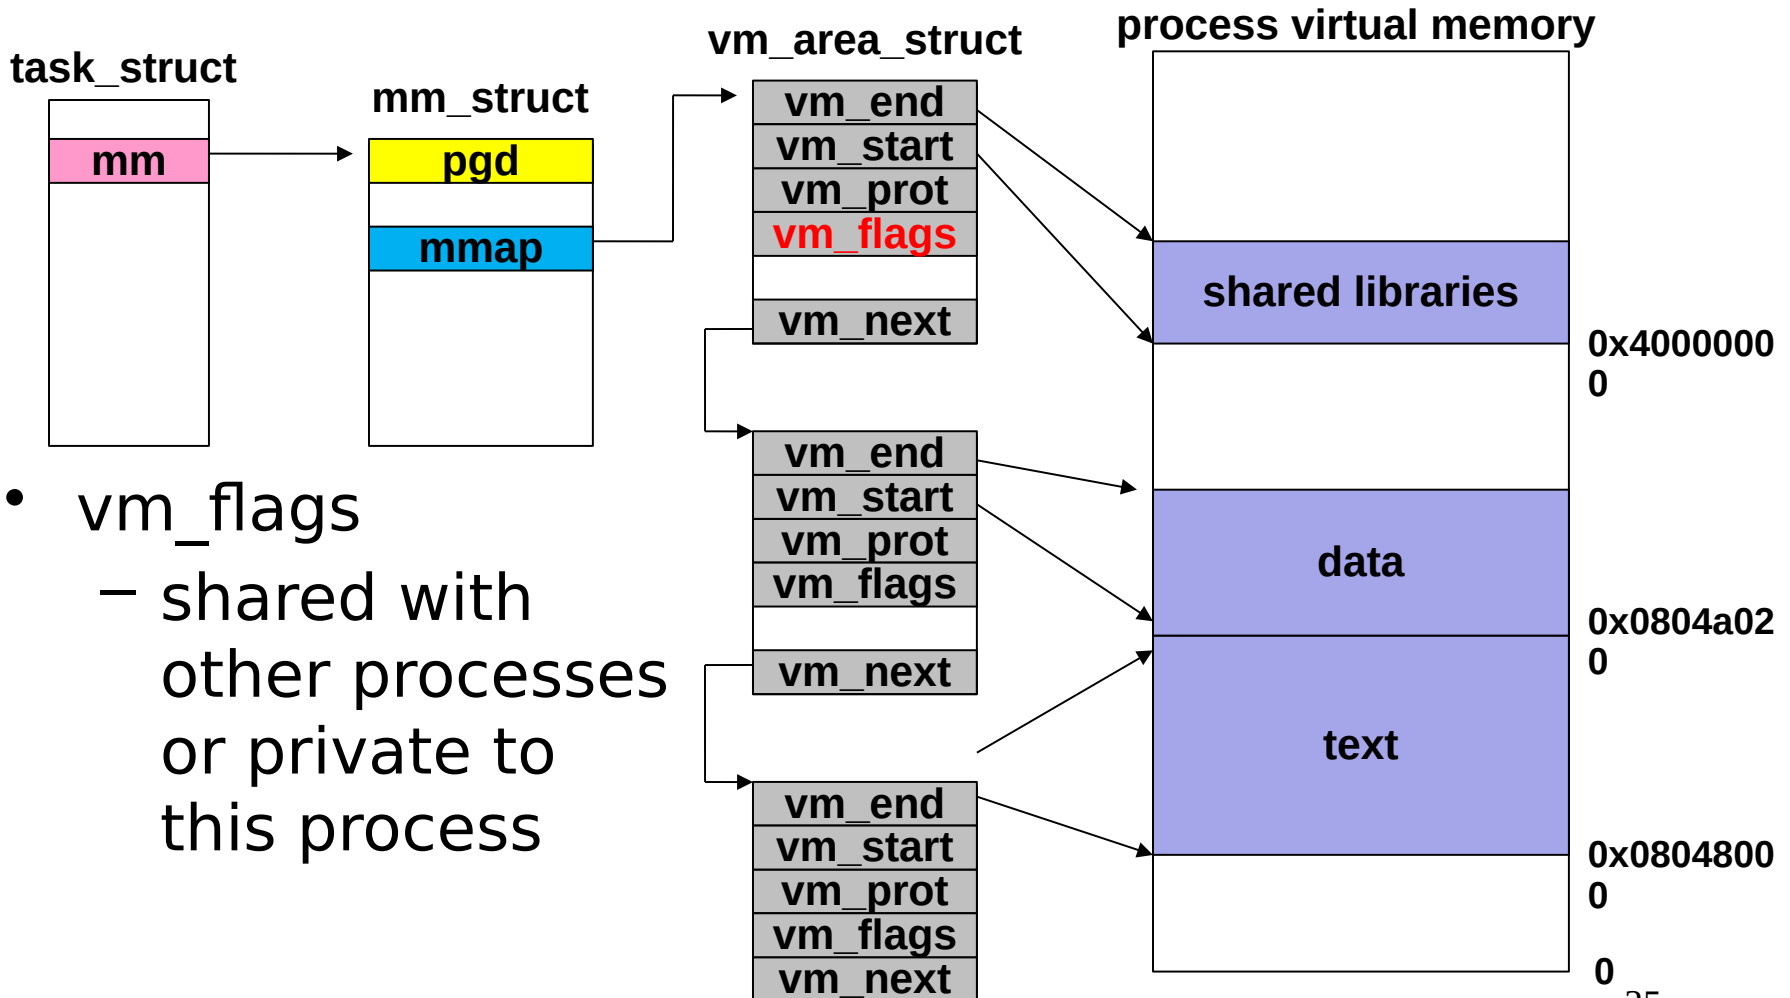 process virtual memory
vm_area_struct
task_struct
mm_struct
mm
pgd
mmap
vm_end
vm_start
vm_prot
vm_flags
vm_next
shared libraries
0x4000000
0
• vm_flags
– shared with
other processes
or private to
this process
vm_end
vm_start
vm_prot
vm_flags
vm_next
data
0x0804a02
0
text
vm_end
vm_start
vm_prot
vm_flags
vm_next
0x0804800
0
0